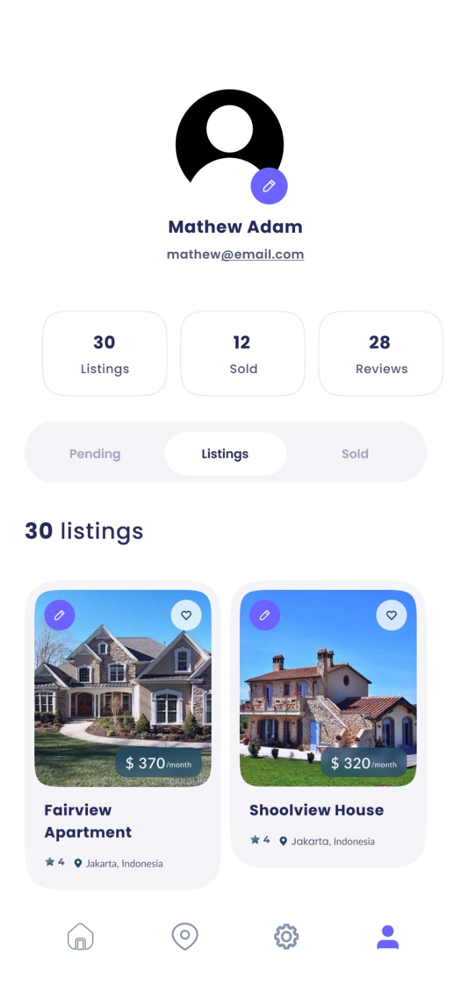 Mathew Adam
mathew@email.com
30
Listings
12
Sold
28
Reviews
Pending
Listings
Sold
30 listings
$ 370/month
$ 320/month
Fairview
Apartment
4
Jakarta, Indonesia
Shoolview House
4
Jakarta, Indonesia